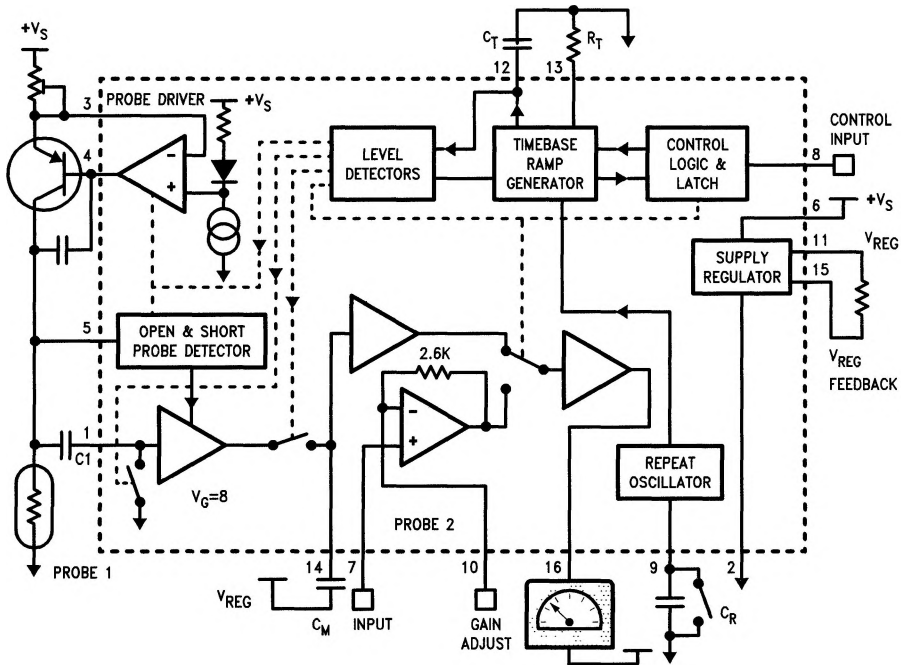 +VS
CT
RT
12
13
3
PROBE DRIVER
+VS
4
-
+
LEVEL
DETECTORS
TIMEBASE
RAMP
GENERATOR
CONTROL
LOGIC &
LATCH
CONTROL
INPUT
8
6
+VS
11
VREG
SUPPLY
REGULATOR
15
VREG
FEEDBACK
5
OPEN & SHORT
PROBE DETECTOR
2.6K
-
+
1
C1
VG=8
REPEAT
OSCILLATOR
PROBE 2
PROBE 1
14
7
10
16
9
2
VREG
CM
INPUT
GAIN
ADJUST
CR